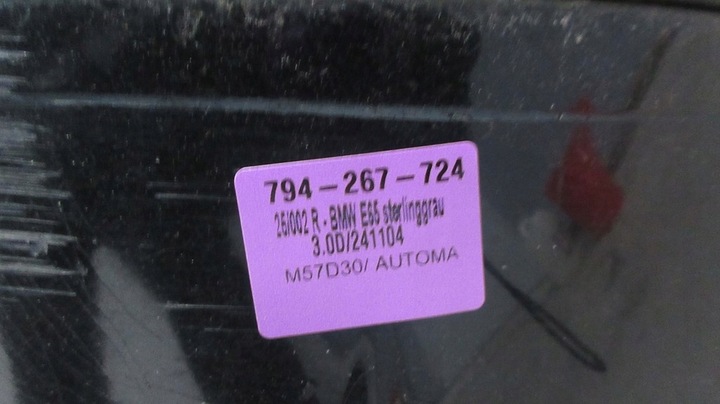 794-267-724
26/002 R - BMW E65 sterlinggrau
3.0D/241104
M57D30/ AUTOMA